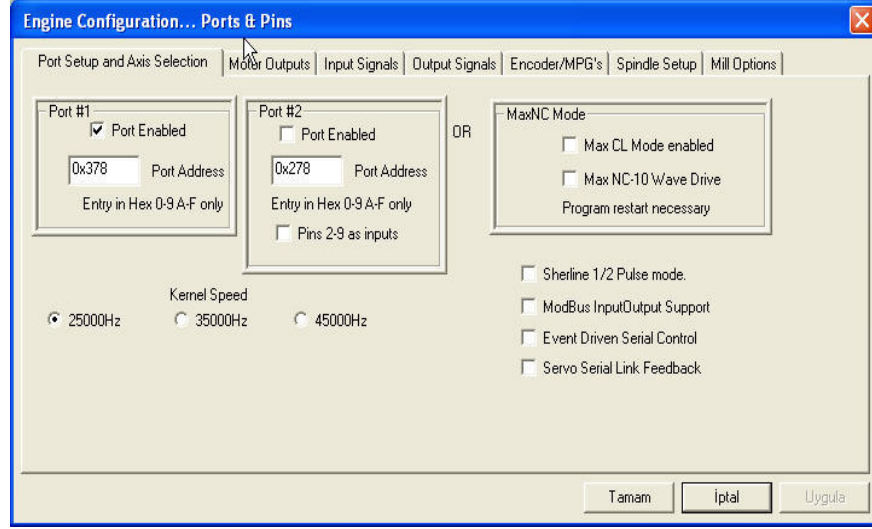 Engine Configuration... Ports & Pins
Port Setup and Axis Selection
Motor Outputs
Input Signals
Output Signals
Encoder/MPG's
Spindle Setup
Mill Options
Port #1
Port Enabled
0x378 Port Address
Entry in Hex 0-9 A-F only
Port #2
Port Enabled
0x278 Port Address
Entry in Hex 0-9 A-F only
Pins 2-9 as inputs
OR
MaxNC Mode
Max CL Mode enabled
Max NC-10 Wave Drive
Program restart necessary
Kernel Speed
25000Hz 35000Hz 45000Hz
Sherline 1/2 Pulse mode.
ModBus InputOutput Support
Event Driven Serial Control
Servo Serial Link Feedback
Tamam İptal Uygula